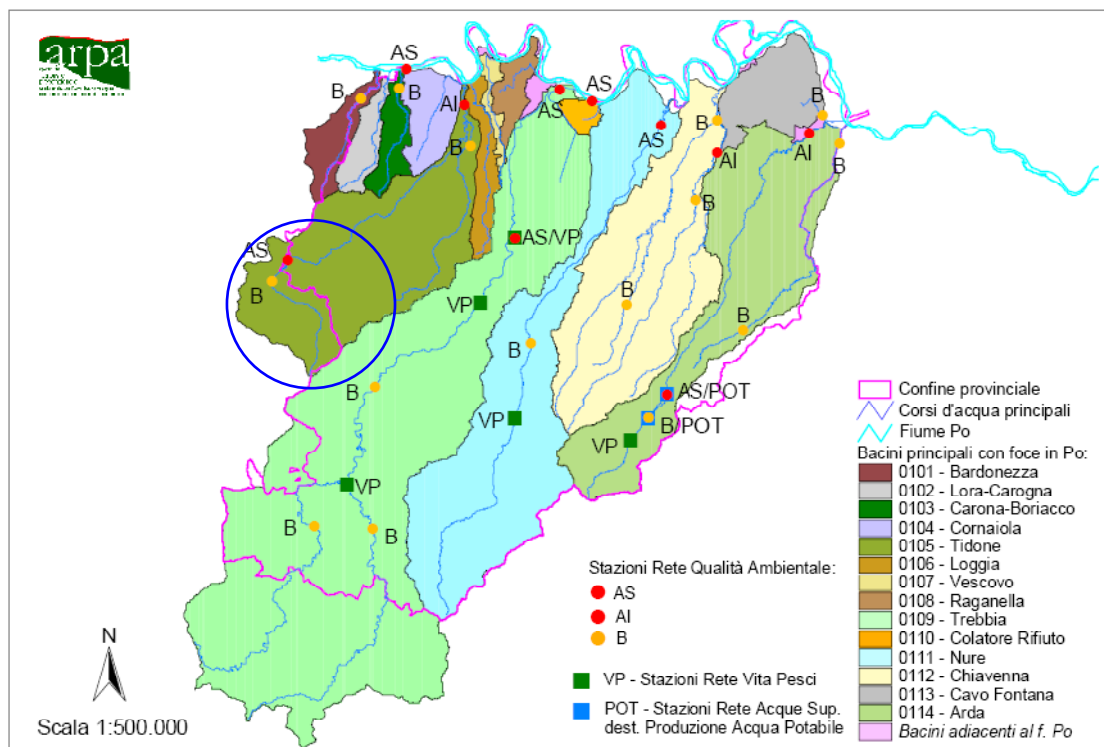 arpa
AS
B
B
AI
AS
AS
B
AS
B
B
AI
AI
B
B
AS
B
AS/VP
VP
B
B
B
B
AS/POT
B/POT
VP
VP
VP
B
B
N
Scala 1:500.000
Stazioni Rete Qualità Ambientale:
AS
AI
B
VP - Stazioni Rete Vita Pesci
POT - Stazioni Rete Acque Sup.
dest. Produzione Acqua Potabile
Confine provinciale
Corsi d'acqua principali
Fiume Po
Bacini principali con foce in Po:
0101 - Bardonezza
0102 - Lora-Carogna
0103 - Carona-Boriacco
0104 - Cornaiola
0105 - Tidone
0106 - Loggia
0107 - Vescovo
0108 - Raganella
0109 - Trebbia
0110 - Colatore Rifiuto
0111 - Nure
0112 - Chiavenna
0113 - Cavo Fontana
0114 - Arda
Bacini adiacenti al f. Po